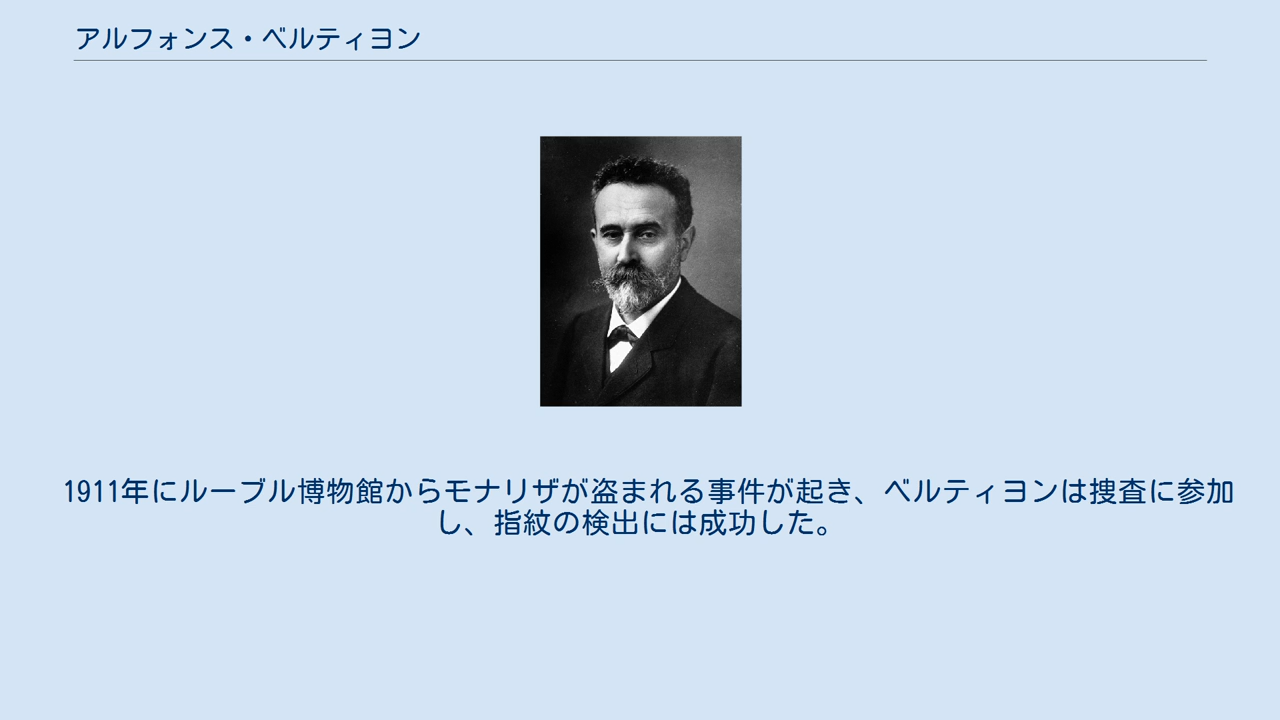 アルフォンス・ベルティヨン
1911年にルーブル博物館からモナリザが盗まれる事件が起き、ベルティヨンは捜査に参加
し、指紋の検出には成功した。